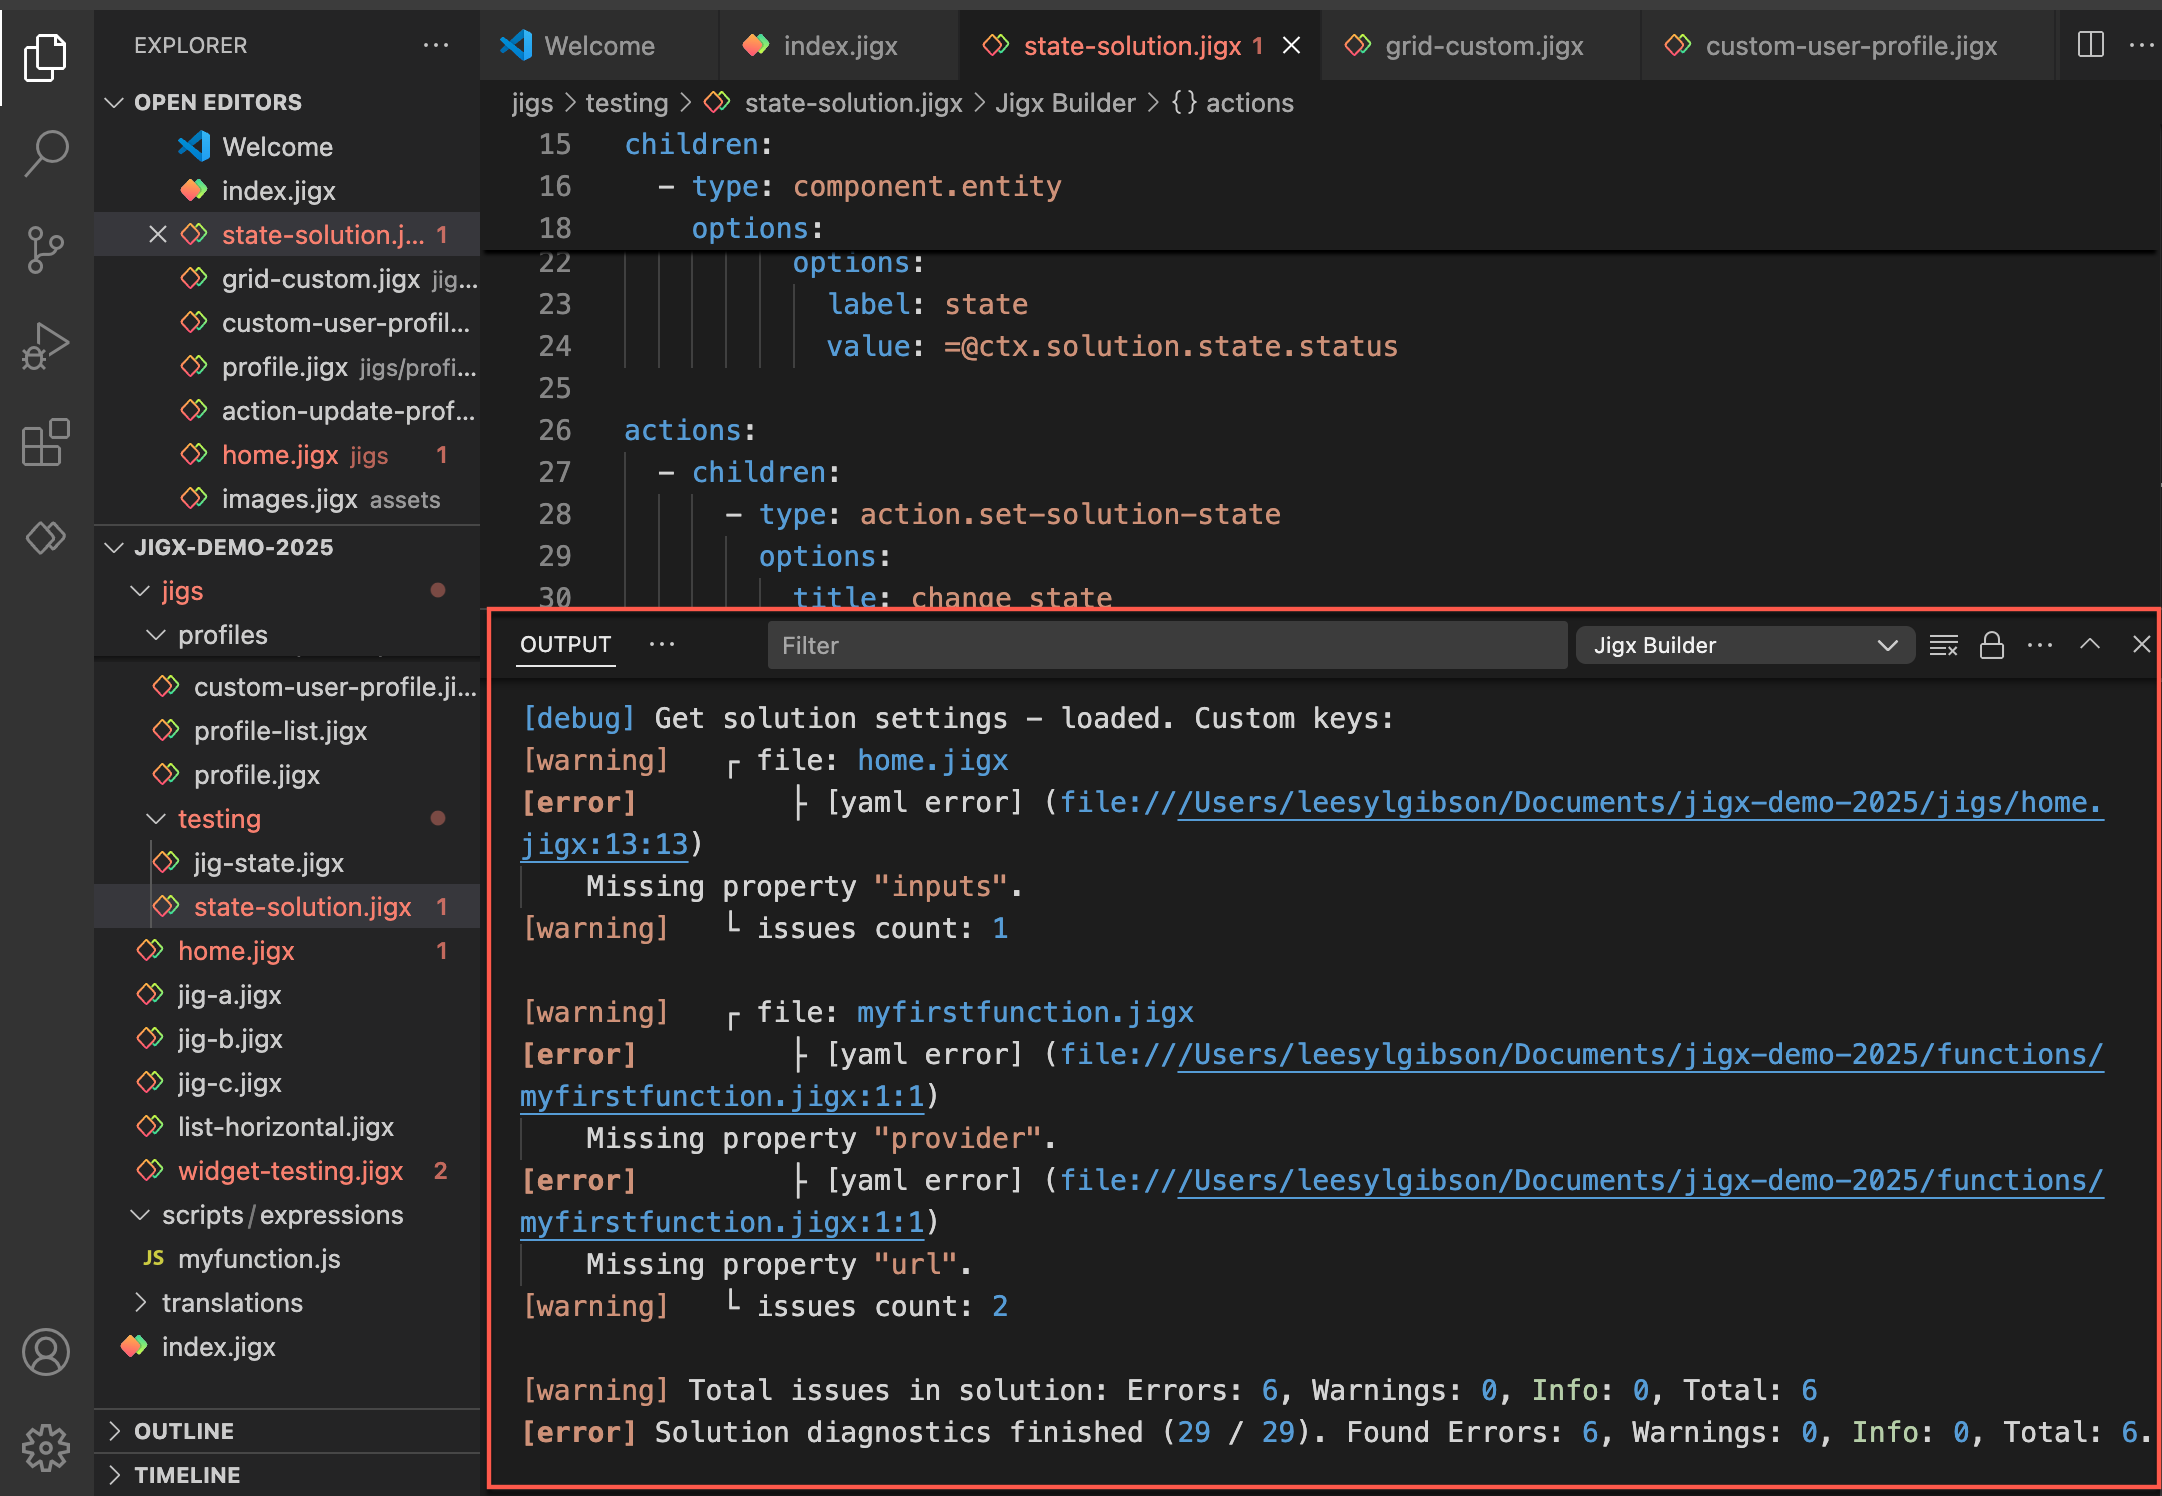 EXPLORER
OPEN EDITORS
Welcome
index.jigx
state-solution.j... 1
grid-custom.jigx jig...
custom-user-profil...
profile.jigx jigs/profi...
action-update-prof...
home.jigx jigs 1
images.jigx assets
JIGX-DEMO-2025
jigs
profiles
custom-user-profile.ji...
profile-list.jigx
profile.jigx
testing
jig-state.jigx
state-solution.jigx 1
home.jigx 1
jig-a.jigx
jig-b.jigx
jig-c.jigx
list-horizontal.jigx
widget-testing.jigx 2
scripts/expressions
JS myfunction.js
translations
index.jigx
OUTLINE
TIMELINE
Welcome index.jigx state-solution.jigx 1 grid-custom.jigx custom-user-profile.jigx
jigs > testing > state-solution.jigx > Jigx Builder > {} actions
15 children:
16 - type: component.entity
18 options:
22 options:
23 label: state
24 value: =@ctx.solution.state.status
25
26 actions:
27 - children:
28 - type: action.set-solution-state
29 options:
30 title: change state
OUTPUT ... Filter Jigx Builder
[debug] Get solution settings - loaded. Custom keys:
[warning] ┌ file: home.jigx
[error] ├ [yaml error] (file:///Users/leesylgibson/Documents/jigx-demo-2025/jigs/home.
jigx:13:13)
Missing property "inputs".
[warning] └ issues count: 1
[warning] ┌ file: myfirstfunction.jigx
[error] ├ [yaml error] (file:///Users/leesylgibson/Documents/jigx-demo-2025/functions/
myfirstfunction.jigx:1:1)
Missing property "provider".
[error] ├ [yaml error] (file:///Users/leesylgibson/Documents/jigx-demo-2025/functions/
myfirstfunction.jigx:1:1)
Missing property "url".
[warning] └ issues count: 2
[warning] Total issues in solution: Errors: 6, Warnings: 0, Info: 0, Total: 6
[error] Solution diagnostics finished (29 / 29). Found Errors: 6, Warnings: 0, Info: 0, Total: 6.